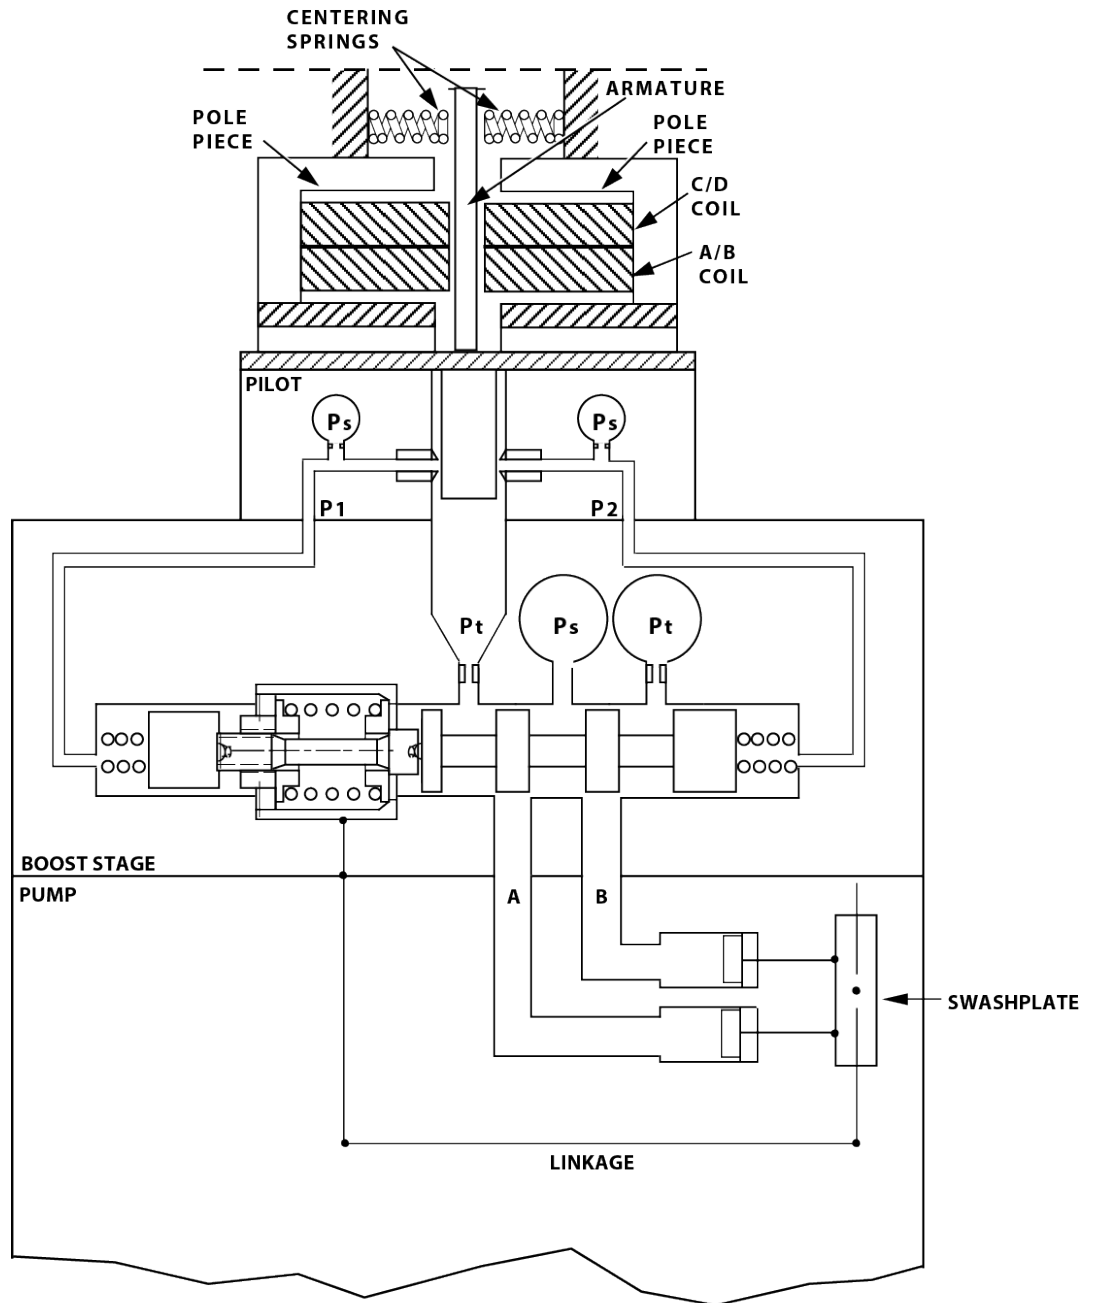 CENTERING
SPRINGS
ARMATURE
POLE
PIECE
POLE
PIECE
C/D
COIL
A/B
COIL
PILOT
Ps
Ps
P1
P2
Pt
Ps
Pt
BOOST STAGE
PUMP
A
B
SWASHPLATE
LINKAGE